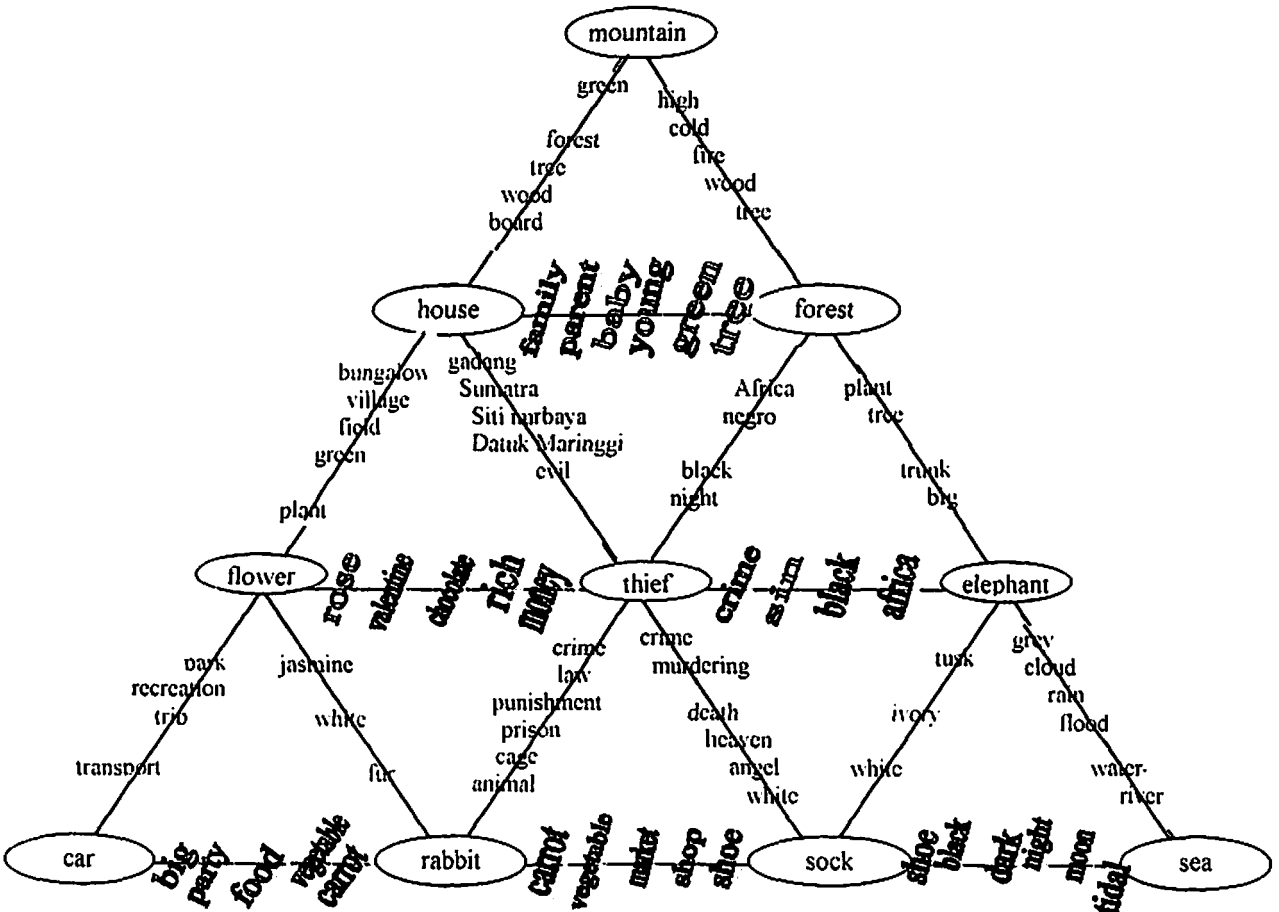 mountain
green
high
cold
forest
fire
tree
wood
wood
board
tree
house
family
parent
baby
young
green
tree
forest
bungalow
village
field
green
plant
gadang
Sumatra
Siti nurbaya
Datuk Maringgi
evil
Africa
negro
black
night
plant
tree
trunk
big
flower
rose
valentine
chocolate
rich
money
thief
crime
black
africa
elephant
park
recreation
trip
transport
jasmine
white
fur
crime
law
punishment
prison
cage
animal
crime
murdering
death
heaven
angel
white
tusk
ivory
white
grey
cloud
rain
flood
water
river
car
big
party
food
vegetable
carrot
rabbit
carrot
vegetable
market
shop
shoe
sock
shoe
black
dark
night
moon
tidal
sea